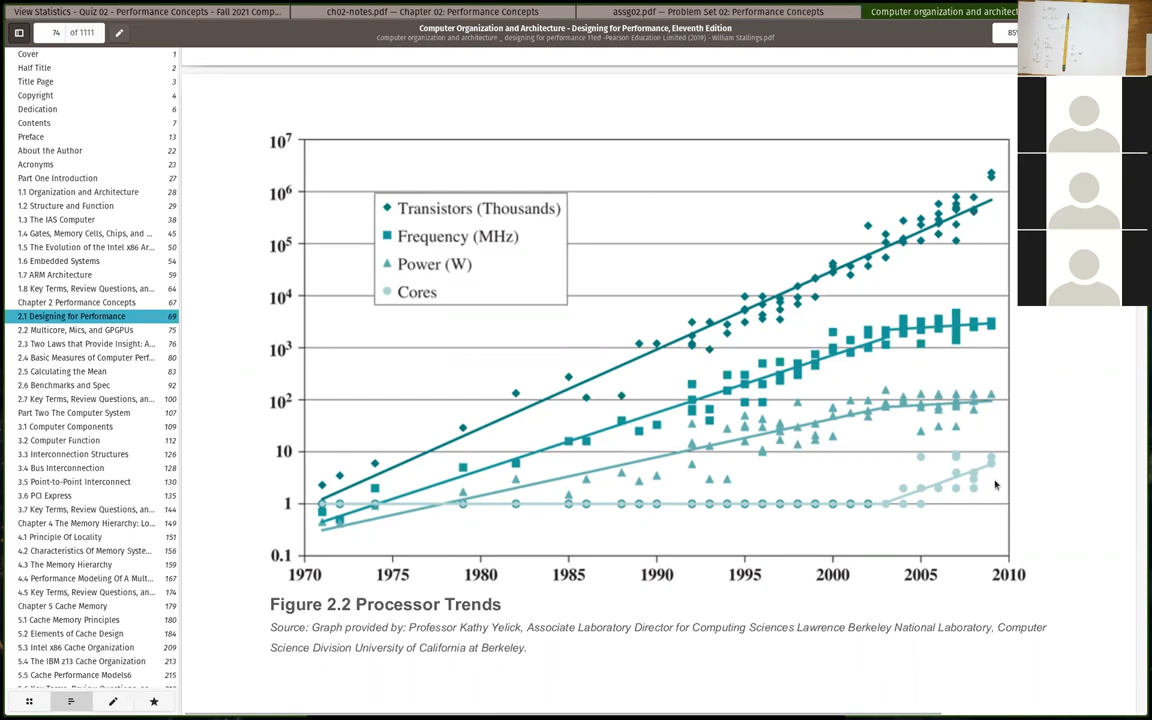 View Statistics - Quiz 02 - Performance Concepts - Fall 2021 Comp...
ch02-notes.pdf — Chapter 02: Performance Concepts
assg02.pdf — Problem Set 02: Performance Concepts
computer organization and architect
74 of 1111
Computer Organization and Architecture - Designing for Performance, Eleventh Edition
Computer organization and architecture _ designing for performance 11ed -Pearson Education Limited (2019) - William Stallings.pdf
85
Cover 1
Half Title 2
Title Page 3
Copyright 4
Dedication 6
Contents 7
Preface 13
About the Author 22
Acronyms 23
Part One Introduction 27
1.1 Organization and Architecture 28
1.2 Structure and Function 29
1.3 The IAS Computer 38
1.4 Gates, Memory Cells, Chips, and ... 45
1.5 The Evolution of the Intel x86 Ar... 50
1.6 Embedded Systems 54
1.7 ARM Architecture 59
1.8 Key Terms, Review Questions, an... 64
Chapter 2 Performance Concepts 67
2.1 Designing for Performance 69
2.2 Multicore, Mics, and GPGPUs 75
2.3 Two Laws that Provide Insight: A... 76
2.4 Basic Measures of Computer Perf... 80
2.5 Calculating the Mean 83
2.6 Benchmarks and Spec 92
2.7 Key Terms, Review Questions, an... 100
Part Two The Computer System 107
3.1 Computer Components 109
3.2 Computer Function 112
3.3 Interconnection Structures 126
3.4 Bus Interconnection 128
3.5 Point-to-Point Interconnect 130
3.6 PCI Express 135
3.7 Key Terms, Review Questions, an... 144
Chapter 4 The Memory Hierarchy: Lo... 149
4.1 Principle Of Locality 151
4.2 Characteristics Of Memory Syste... 156
4.3 The Memory Hierarchy 159
4.4 Performance Modeling Of A Mult... 167
4.5 Key Terms, Review Questions, an... 174
Chapter 5 Cache Memory 179
5.1 Cache Memory Principles 180
5.2 Elements of Cache Design 184
5.3 Intel x86 Cache Organization 209
5.4 The IBM z13 Cache Organization 213
5.5 Cache Performance Models6 215
10⁷
10⁶
10⁵
10⁴
10³
10²
10
1
0.1
Transistors (Thousands)
Frequency (MHz)
Power (W)
Cores
1970 1975 1980 1985 1990 1995 2000 2005 2010
Figure 2.2 Processor Trends
Source: Graph provided by: Professor Kathy Yelick, Associate Laboratory Director for Computing Sciences Lawrence Berkeley National Laboratory, Computer
Science Division University of California at Berkeley.